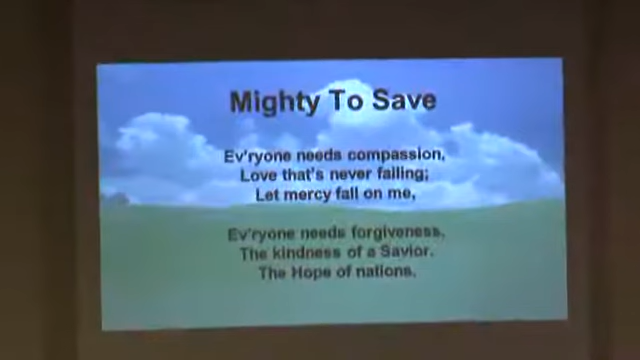 Mighty To Save
Ev'ryone needs compassion,
Love that's never failing;
Let mercy fall on me,
Ev'ryone needs forgiveness,
The kindness of a Savior.
The Hope of nations.